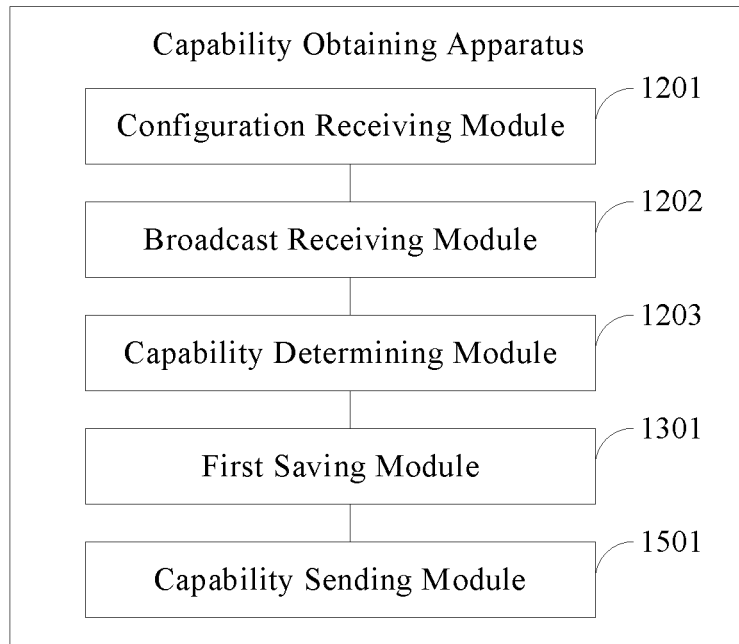 Capability Obtaining Apparatus
1201
Configuration Receiving Module
1202
Broadcast Receiving Module
1203
Capability Determining Module
1301
First Saving Module
1501
Capability Sending Module